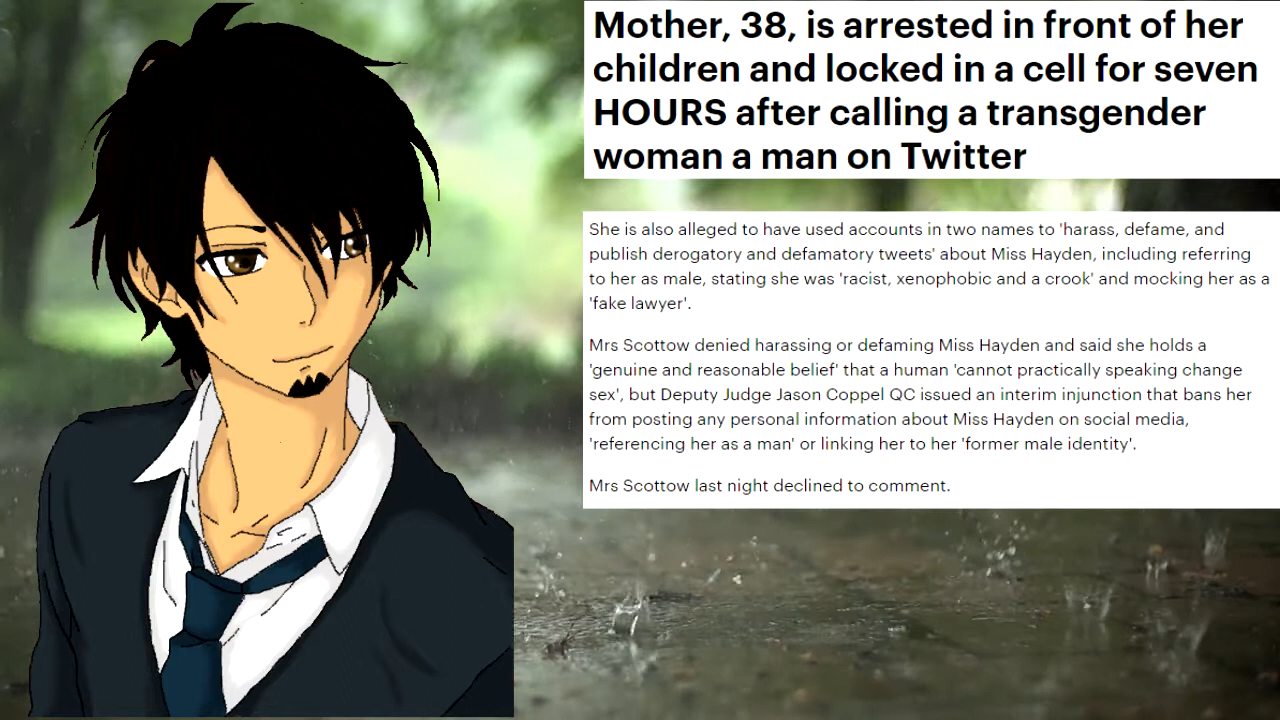 Mother, 38, is arrested in front of her
children and locked in a cell for seven
HOURS after calling a transgender
woman a man on Twitter
She is also alleged to have used accounts in two names to 'harass, defame, and
publish derogatory and defamatory tweets' about Miss Hayden, including referring
to her as male, stating she was 'racist, xenophobic and a crook' and mocking her as a
'fake lawyer'.
Mrs Scottow denied harassing or defaming Miss Hayden and said she holds a
'genuine and reasonable belief' that a human 'cannot practically speaking change
sex', but Deputy Judge Jason Coppel QC issued an interim injunction that bans her
from posting any personal information about Miss Hayden on social media,
'referencing her as a man' or linking her to her 'former male identity'.
Mrs Scottow last night declined to comment.